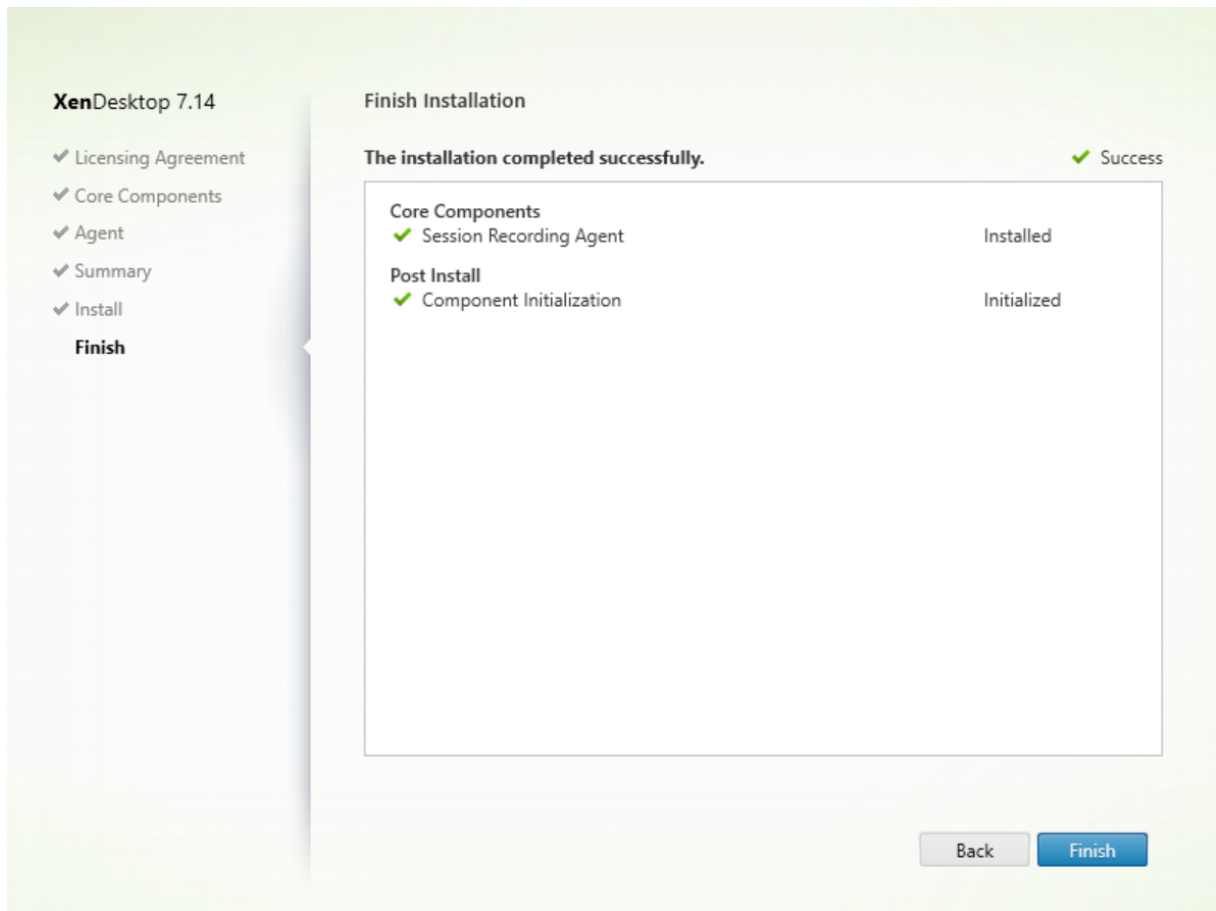 XenDesktop 7.14
Licensing Agreement
Core Components
Agent
Summary
Install
Finish
Finish Installation
The installation completed successfully. Success
Core Components
Session Recording Agent Installed
Post Install
Component Initialization Initialized
Back Finish